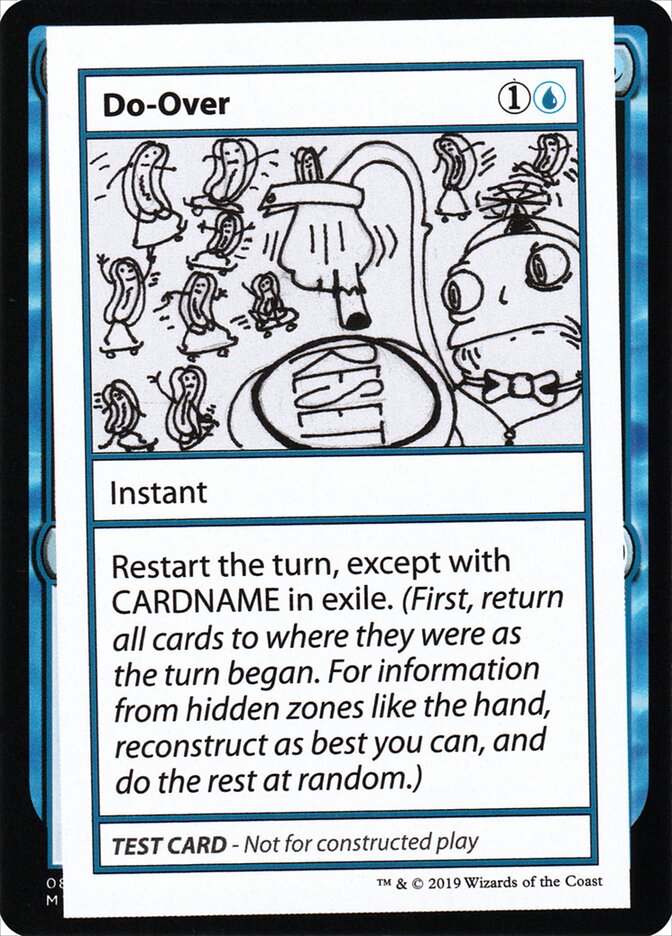 Do-Over
1
RESET
Instant
Restart the turn, except with
CARDNAME in exile. (First, return
all cards to where they were as
the turn began. For information
from hidden zones like the hand,
reconstruct as best you can, and
do the rest at random.)
TEST CARD - Not for constructed play
™ & © 2019 Wizards of the Coast
08
M